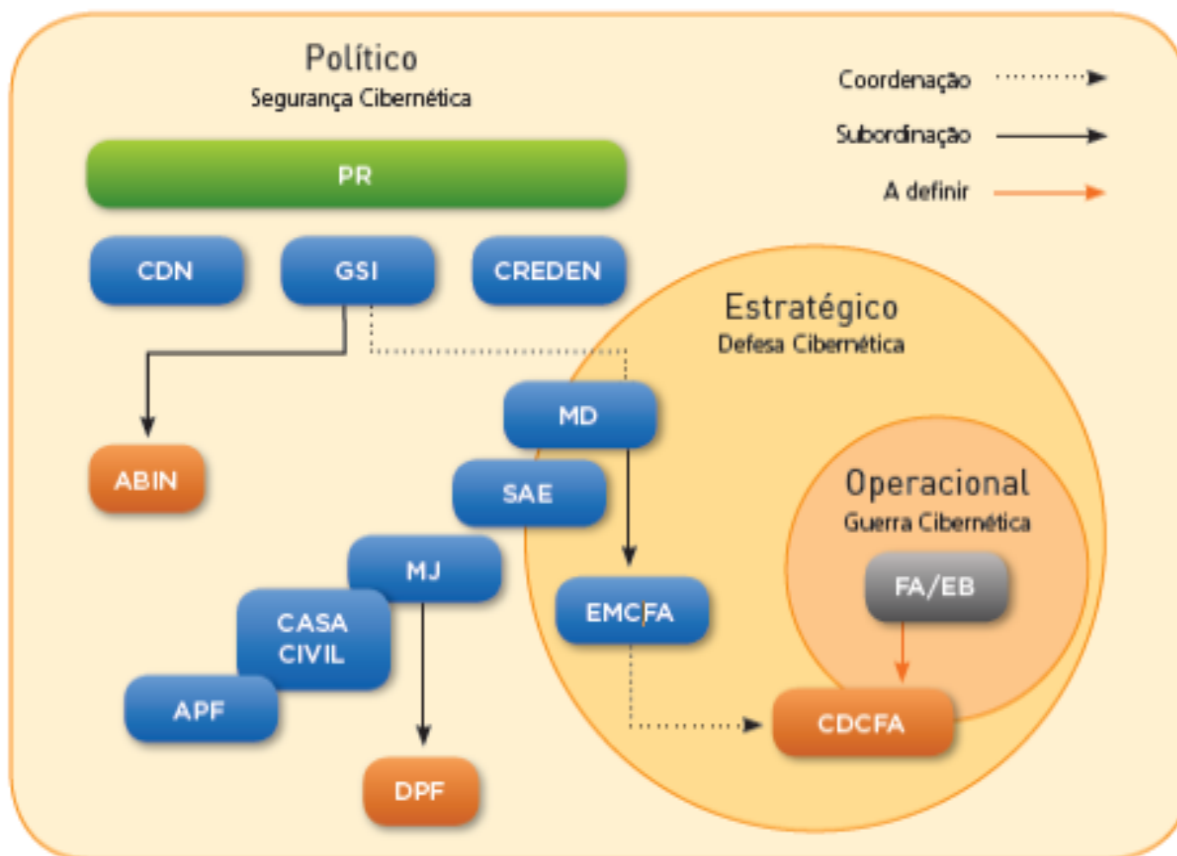 Político
Segurança Cibernética
Coordenação
Subordinação
A definir
PR
CDN
GSI
CREDEN
Estratégico
Defesa Cibernética
MD
ABIN
SAE
Operacional
Guerra Cibernética
MJ
FA/EB
EMCFA
CASA
CIVIL
APF
CDCFA
DPF